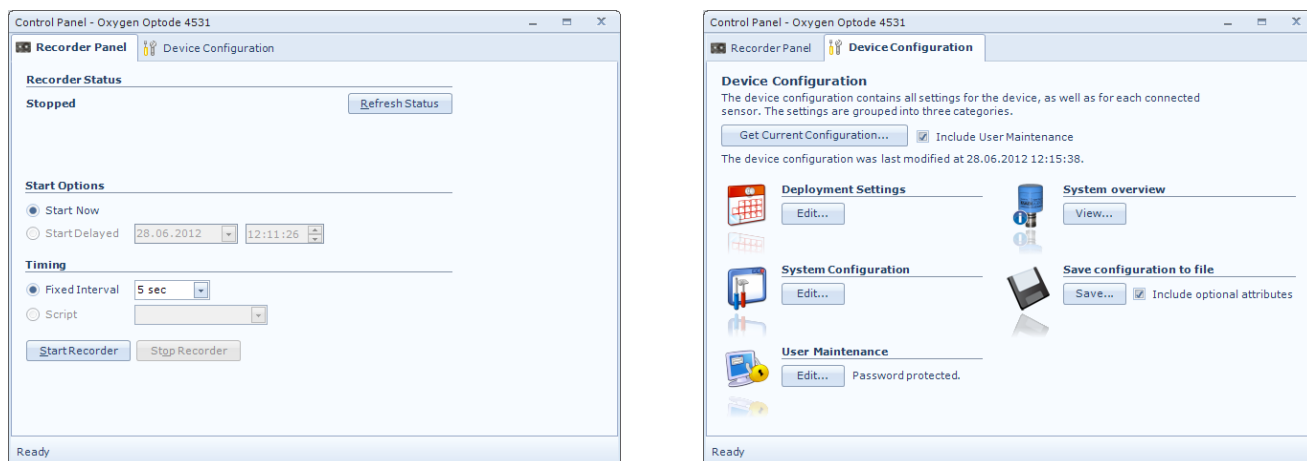 Control Panel - Oxygen Optode 4531
Recorder Panel Device Configuration
Recorder Status
Stopped Refresh Status
Start Options
Start Now
Start Delayed 28.06.2012 12:11:26
Timing
Fixed Interval 5 sec
Script
Start Recorder Stop Recorder
Ready
Control Panel - Oxygen Optode 4531
Recorder Panel Device Configuration
Device Configuration
The device configuration contains all settings for the device, as well as for each connected
sensor. The settings are grouped into three categories.
Get Current Configuration... Include User Maintenance
The device configuration was last modified at 28.06.2012 12:15:38.
Deployment Settings System overview
Edit... View...
System Configuration Save configuration to file
Edit... Save... Include optional attributes
User Maintenance
Edit... Password protected.
Ready